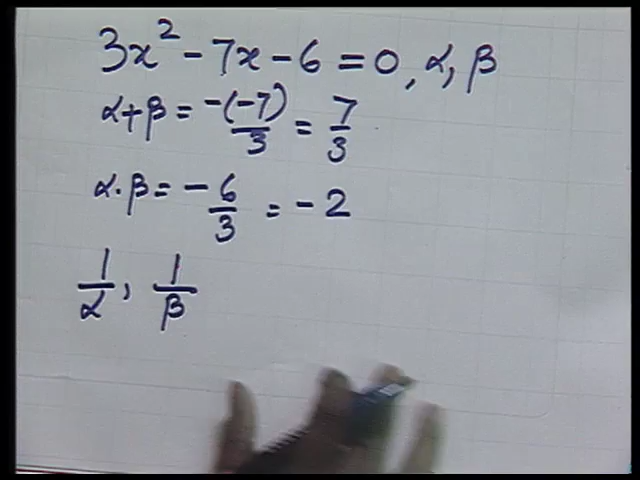 3x² - 7x - 6 = 0, α, β
α+β = -(-7)/3 = 7/3
α.β = -6/3 = -2
1/α, 1/β